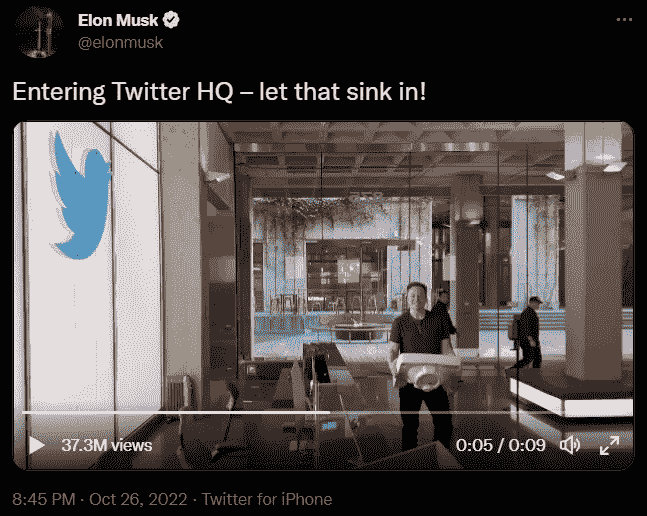 Elon Musk
@elonmusk
Entering Twitter HQ – let that sink in!
37.3M views
0:05 / 0:09
8:45 PM · Oct 26, 2022 · Twitter for iPhone